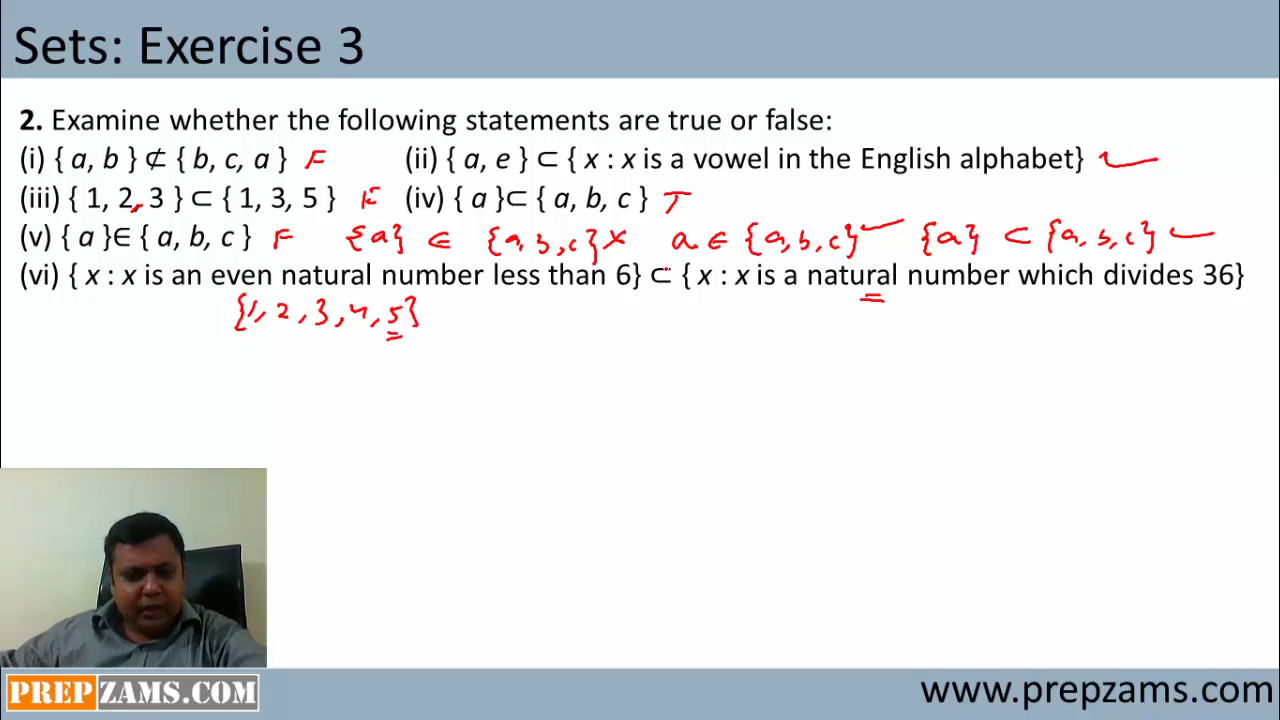 Sets: Exercise 3
2. Examine whether the following statements are true or false:
(i) { a, b } ⊄ { b, c, a } F (ii) { a, e } ⊂ { x : x is a vowel in the English alphabet} ✓
(iii) { 1, 2, 3 } ⊂ { 1, 3, 5 } F (iv) { a }⊂ { a, b, c } T
(v) { a }∈ { a, b, c } F {a} ∈ {a, b, c} × a ∈ {a, b, c} ✓ {a} ⊂ {a, b, c} ✓
(vi) { x : x is an even natural number less than 6} ⊂ { x : x is a natural number which divides 36}
{1, 2, 3, 4, 5}
PREPZAMS.COM
www.prepzams.com